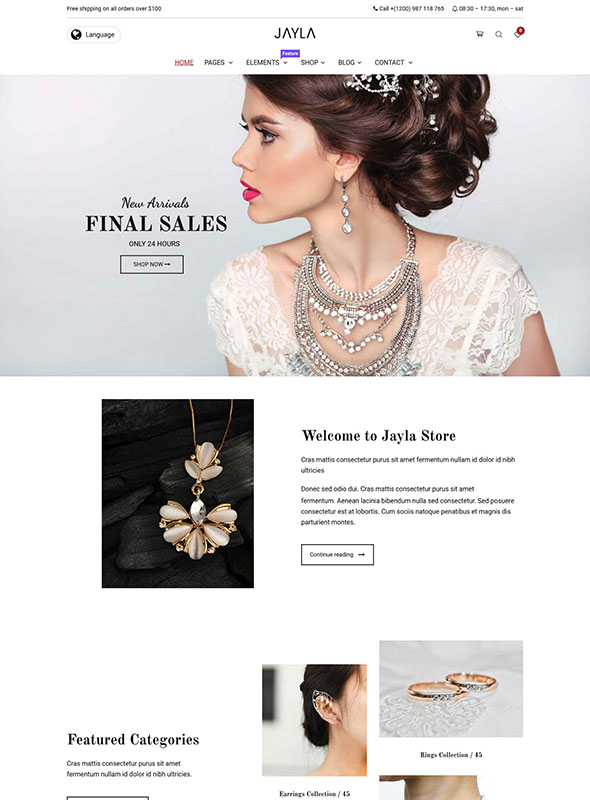 Free shipping on all orders over $100
Call +(1200) 987 118 765
08:30 – 17:30, mon – sat
Language
JAYLA
8
Feature
HOME PAGES ELEMENTS SHOP BLOG CONTACT
New Arrivals
FINAL SALES
ONLY 24 HOURS
SHOP NOW
Welcome to Jayla Store
Cras mattis consectetur purus sit amet fermentum nullam id dolor id nibh
ultricies
Donec sed odio dui. Cras mattis consectetur purus sit amet
fermentum. Aenean lacinia bibendum nulla sed consectetur. Sed posuere
consectetur est at lobortis. Cum sociis natoque penatibus et magnis dis
parturient montes.
Continue reading
Featured Categories
Cras mattis consectetur purus sit amet
fermentum nullam id dolor id nibh ultricies.
Earrings Collection / 45
Rings Collection / 45